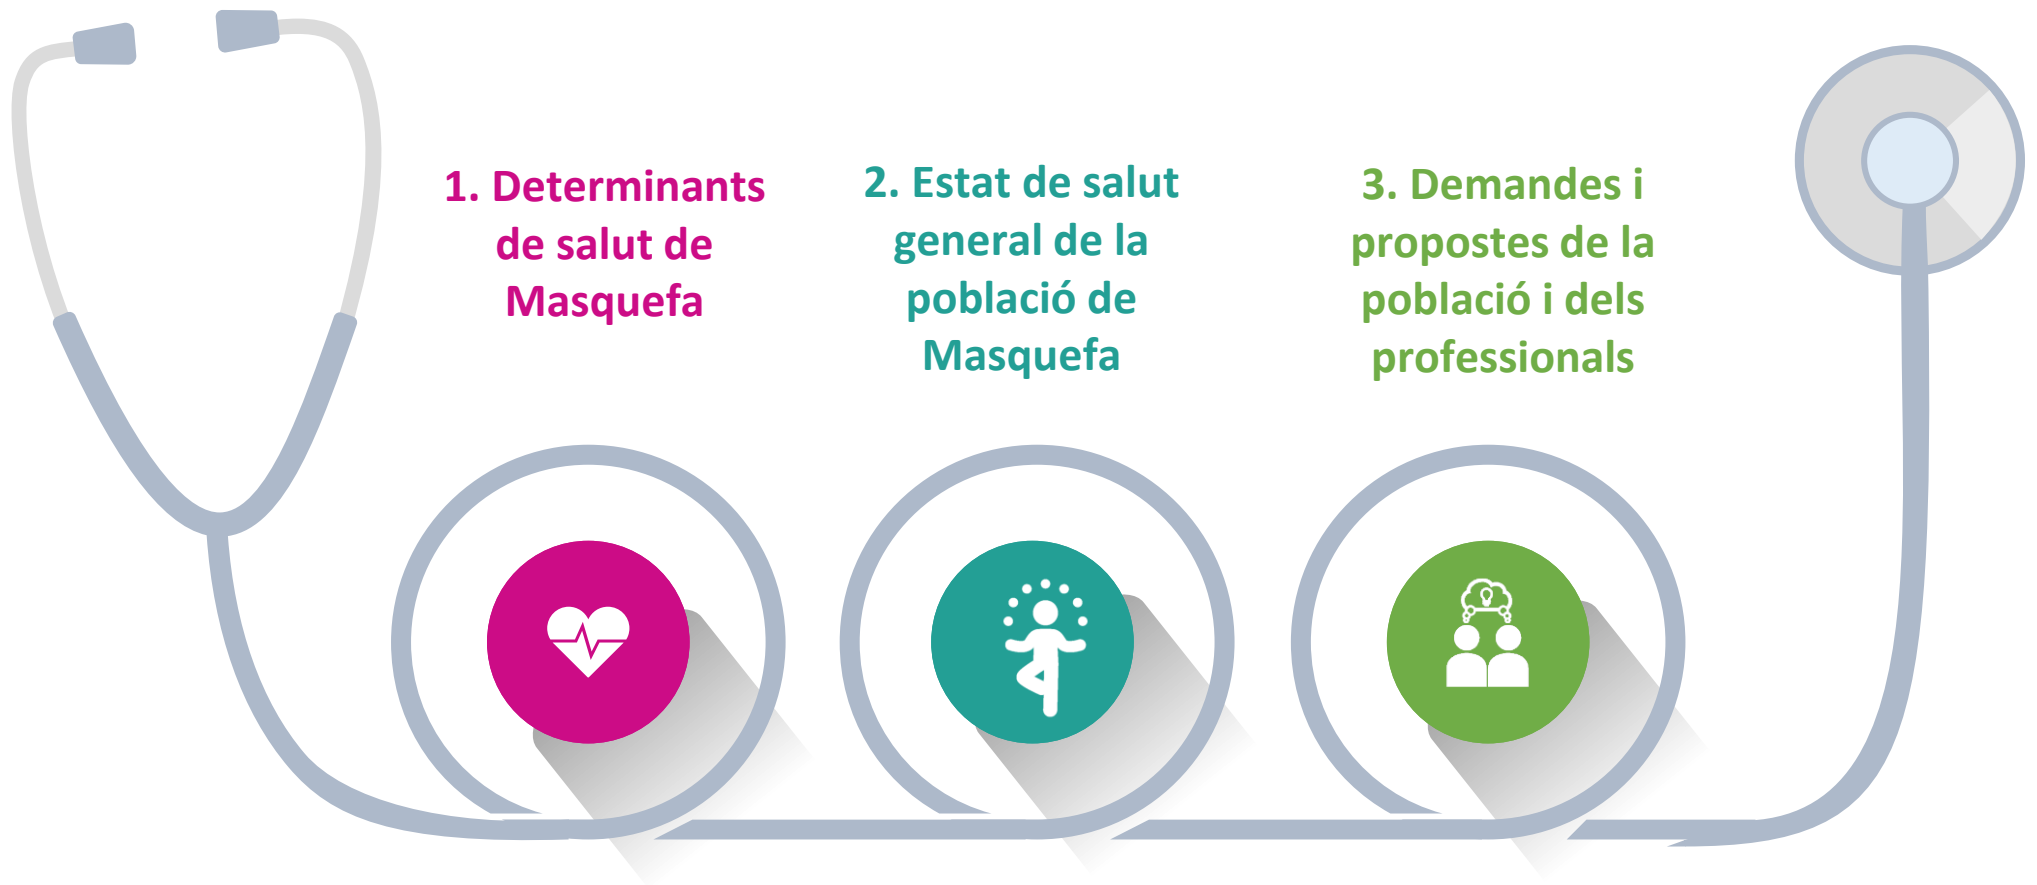 1. Determinants
de salut de
Masquefa
2. Estat de salut
general de la
població de
Masquefa
3. Demandes i
propostes de la
població i dels
professionals